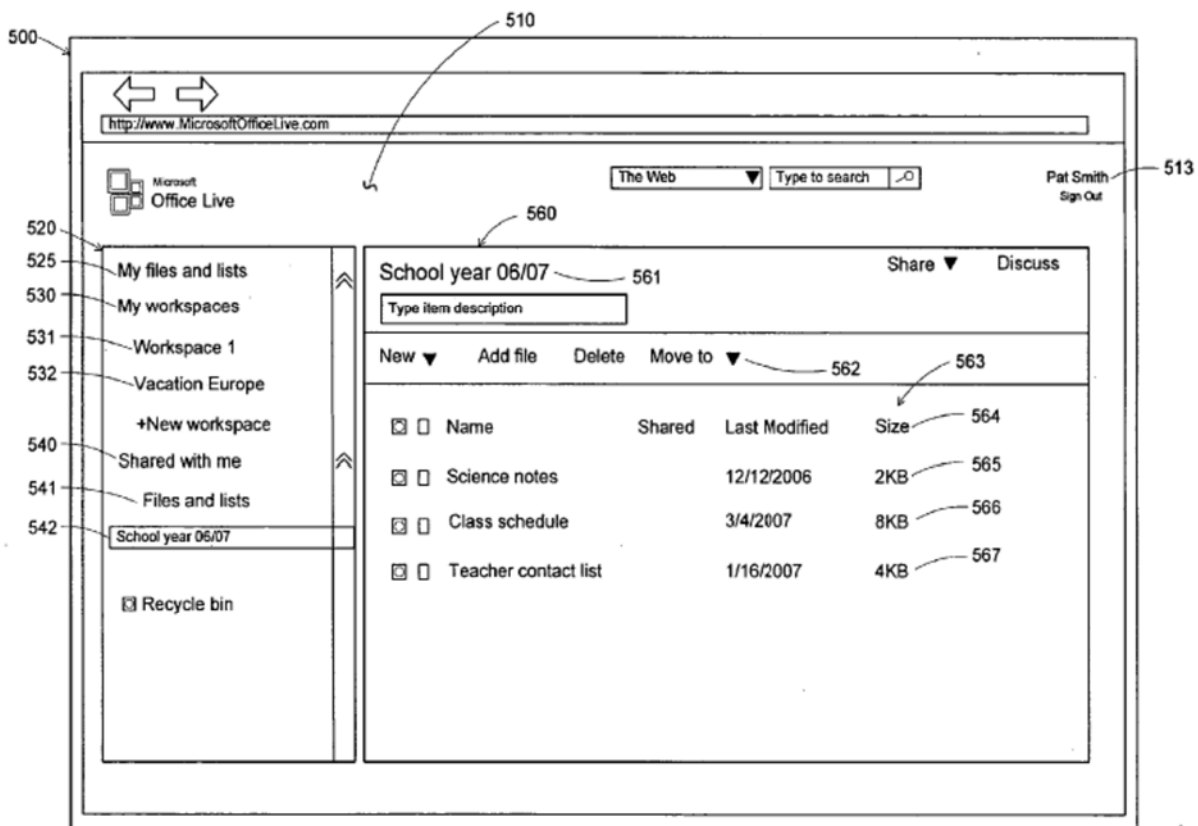 510
500
http://www.MicrosoftOfficeLive.com
Microsoft
Office Live
The Web
Type to search
Pat Smith
513
Sign Out
520
560
525
My files and lists
530
My workspaces
531
Workspace 1
532
Vacation Europe
+New workspace
540
Shared with me
541
Files and lists
542
School year 06/07
Recycle bin
School year 06/07
561
Share
Discuss
Type item description
New
Add file
Delete
Move to
562
563
Name
Shared
Last Modified
Size
564
Science notes
12/12/2006
2KB
565
Class schedule
3/4/2007
8KB
566
Teacher contact list
1/16/2007
4KB
567